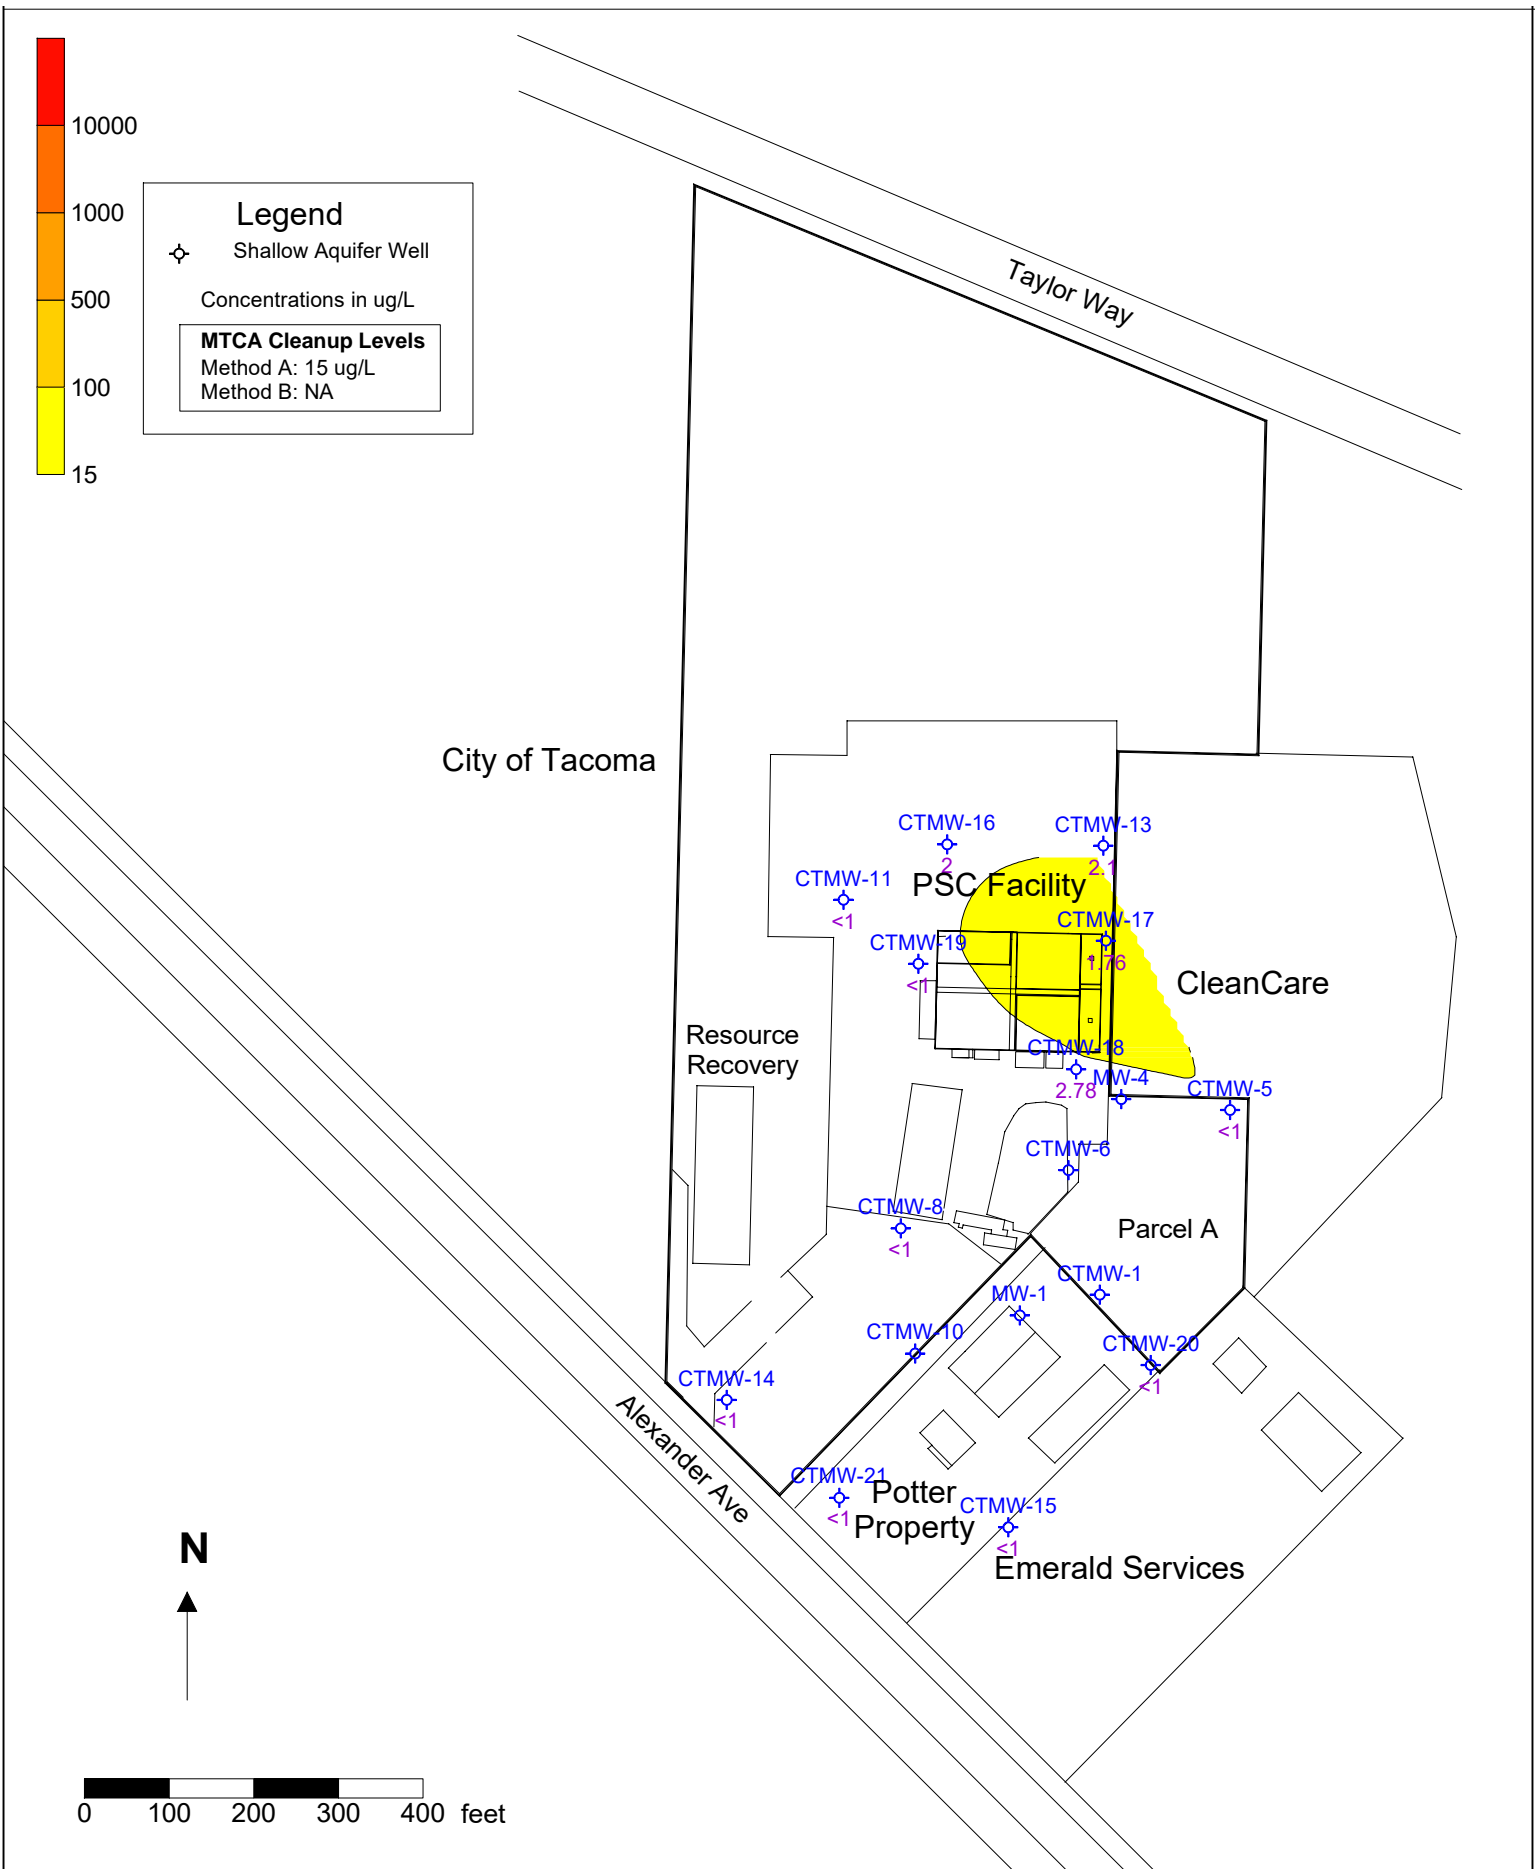 10000
1000
500
100
15
Legend
Shallow Aquifer Well
Concentrations in ug/L
MTCA Cleanup Levels
Method A: 15 ug/L
Method B: NA
Taylor Way
City of Tacoma
CTMW-16
2
CTMW-13
2.1
CTMW-11
<1
PSC Facility
CTMW-17
1.76
CTMW-19
<1
CleanCare
Resource
Recovery
CTMW-18
2.78
MW-4
CTMW-5
<1
CTMW-6
CTMW-8
<1
Parcel A
CTMW-1
MW-1
CTMW-10
CTMW-20
<1
CTMW-14
<1
Alexander Ave
CTMW-21
<1
Potter
Property
CTMW-15
<1
Emerald Services
N
0 100 200 300 400 feet